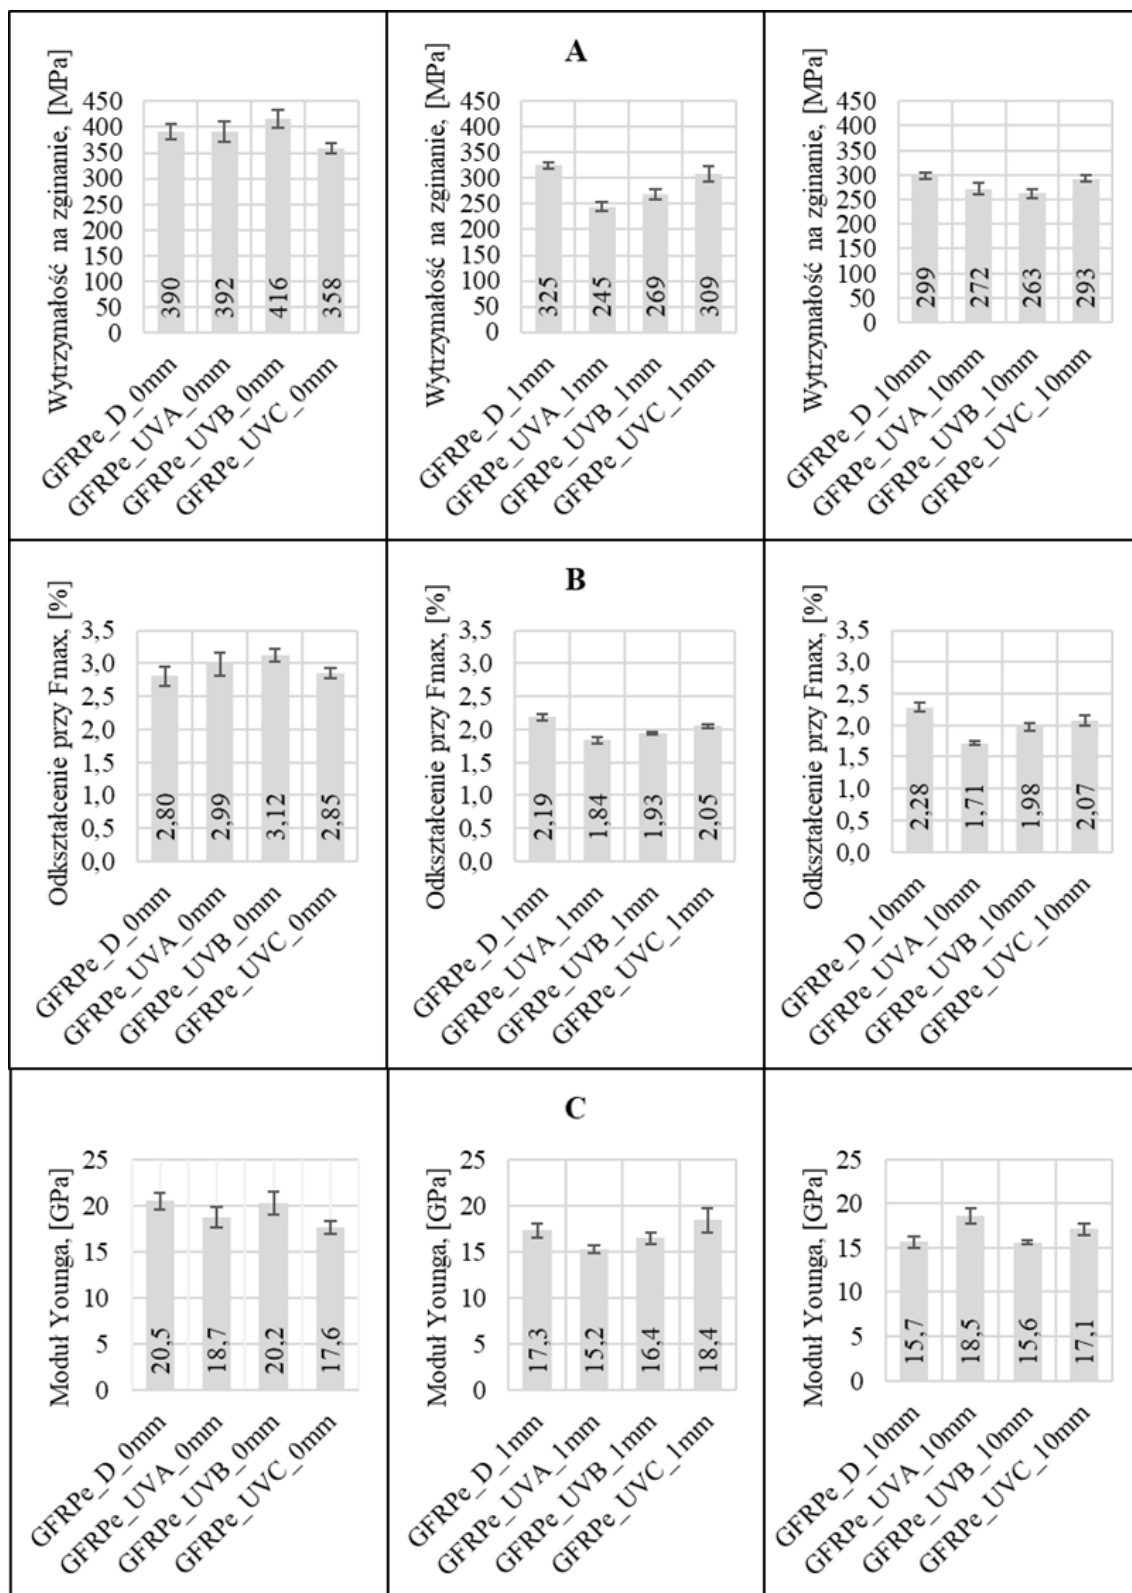 A
Wytrzymałość na zginanie, [MPa]
450
400
350
300
250
200
150
100
50
0
390
392
416
358
GFRPe_D_0mm
GFRPe_UVA_0mm
GFRPe_UVB_0mm
GFRPe_UVC_0mm
Wytrzymałość na zginanie, [MPa]
450
400
350
300
250
200
150
100
50
0
325
245
269
309
GFRPe_D_1mm
GFRPe_UVA_1mm
GFRPe_UVB_1mm
GFRPe_UVC_1mm
Wytrzymałość na zginanie, [MPa]
450
400
350
300
250
200
150
100
50
0
299
272
263
293
GFRPe_D_10mm
GFRPe_UVA_10mm
GFRPe_UVB_10mm
GFRPe_UVC_10mm
B
Odkształcenie przy Fmax, [%]
3,5
3,0
2,5
2,0
1,5
1,0
0,5
0,0
2,80
2,99
3,12
2,85
GFRPe_D_0mm
GFRPe_UVA_0mm
GFRPe_UVB_0mm
GFRPe_UVC_0mm
Odkształcenie przy Fmax, [%]
3,5
3,0
2,5
2,0
1,5
1,0
0,5
0,0
2,19
1,84
1,93
2,05
GFRPe_D_1mm
GFRPe_UVA_1mm
GFRPe_UVB_1mm
GFRPe_UVC_1mm
Odkształcenie przy Fmax, [%]
3,5
3,0
2,5
2,0
1,5
1,0
0,5
0,0
2,28
1,71
1,98
2,07
GFRPe_D_10mm
GFRPe_UVA_10mm
GFRPe_UVB_10mm
GFRPe_UVC_10mm
C
Moduł Younga, [GPa]
25
20
15
10
5
0
20,5
18,7
20,2
17,6
GFRPe_D_0mm
GFRPe_UVA_0mm
GFRPe_UVB_0mm
GFRPe_UVC_0mm
Moduł Younga, [GPa]
25
20
15
10
5
0
17,3
15,2
16,4
18,4
GFRPe_D_1mm
GFRPe_UVA_1mm
GFRPe_UVB_1mm
GFRPe_UVC_1mm
Moduł Younga, [GPa]
25
20
15
10
5
0
15,7
18,5
15,6
17,1
GFRPe_D_10mm
GFRPe_UVA_10mm
GFRPe_UVB_10mm
GFRPe_UVC_10mm